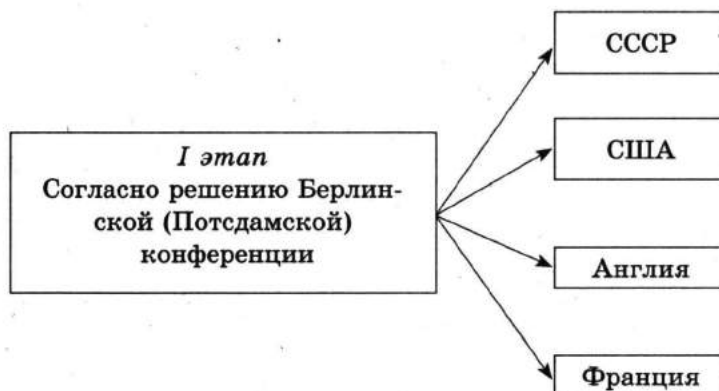 I этап
Согласно решению Берлин-
ской (Потсдамской)
конференции
СССР
США
Англия
Франция